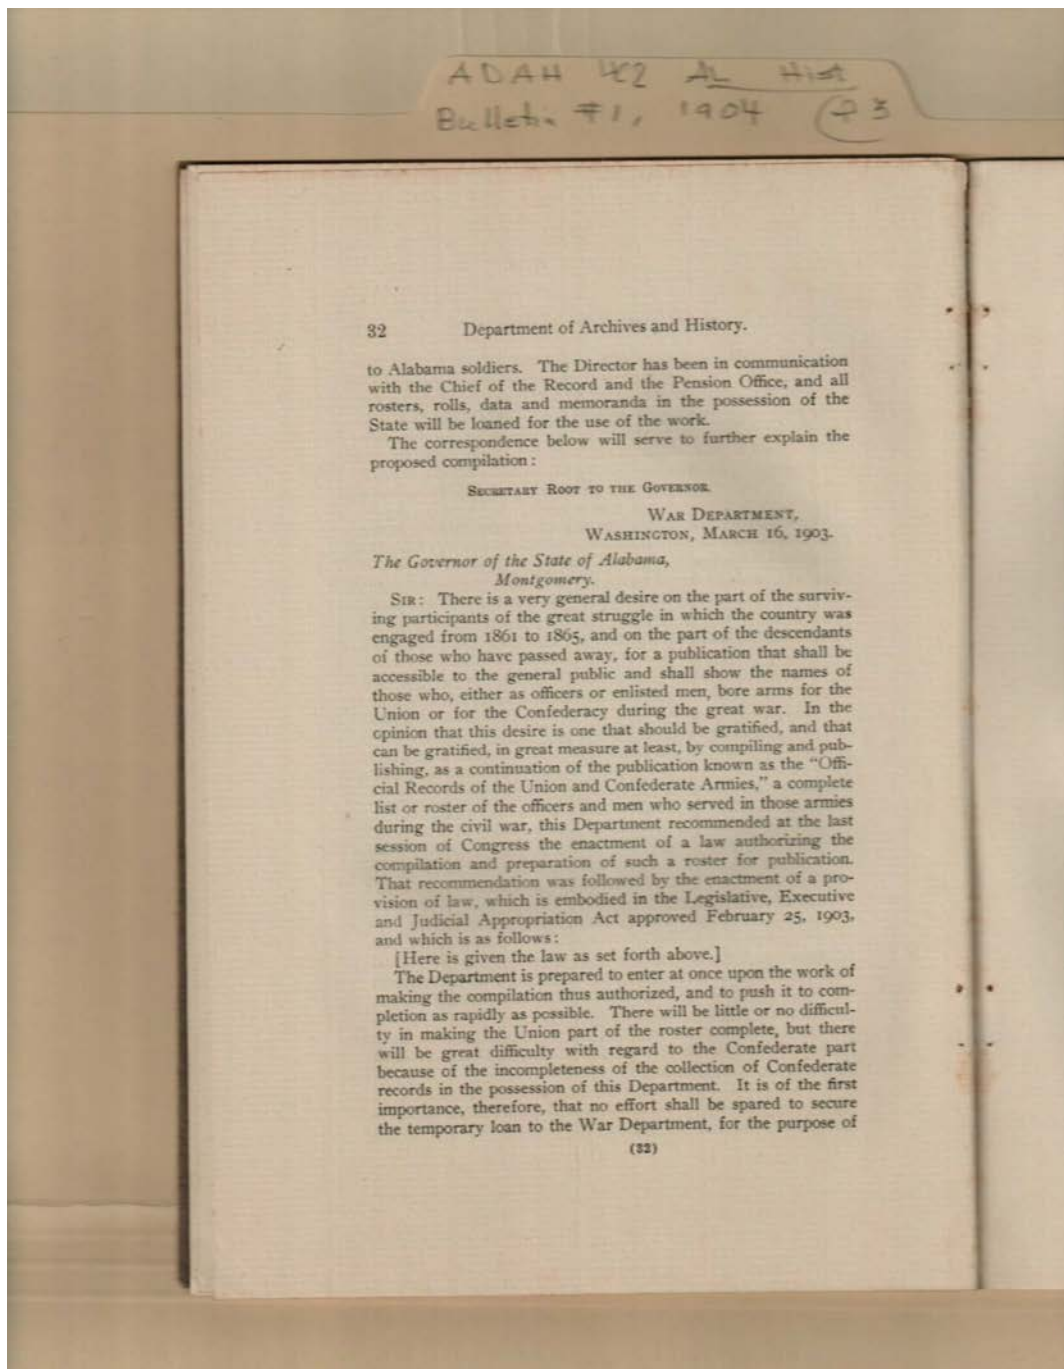 ADAH 42 AL Hist
Bulletin #1, 1904 P 3
32 Department of Archives and History.
to Alabama soldiers. The Director has been in communication
with the Chief of the Record and the Pension Office, and all
rosters, rolls, data and memoranda in the possession of the
State will be loaned for the use of the work.
The correspondence below will serve to further explain the
proposed compilation:
SECRETARY ROOT TO THE GOVERNOR.
WAR DEPARTMENT,
WASHINGTON, MARCH 16, 1903.
The Governor of the State of Alabama,
Montgomery.
SIR: There is a very general desire on the part of the surviv-
ing participants of the great struggle in which the country was
engaged from 1861 to 1865, and on the part of the descendants
of those who have passed away, for a publication that shall be
accessible to the general public and shall show the names of
those who, either as officers or enlisted men, bore arms for the
Union or for the Confederacy during the great war. In the
opinion that this desire is one that should be gratified, and that
can be gratified, in great measure at least, by compiling and pub-
lishing, as a continuation of the publication known as the "Offi-
cial Records of the Union and Confederate Armies," a complete
list or roster of the officers and men who served in those armies
during the civil war, this Department recommended at the last
session of Congress the enactment of a law authorizing the
compilation and preparation of such a roster for publication.
That recommendation was followed by the enactment of a pro-
vision of law, which is embodied in the Legislative, Executive
and Judicial Appropriation Act approved February 25, 1903,
and which is as follows:
[Here is given the law as set forth above.]
The Department is prepared to enter at once upon the work of
making the compilation thus authorized, and to push it to com-
pletion as rapidly as possible. There will be little or no difficul-
ty in making the Union part of the roster complete, but there
will be great difficulty with regard to the Confederate part
because of the incompleteness of the collection of Confederate
records in the possession of this Department. It is of the first
importance, therefore, that no effort shall be spared to secure
the temporary loan to the War Department, for the purpose of
(32)